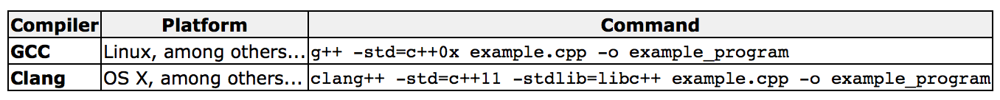 Compiler Platform Command
GCC Linux, among others... g++ -std=c++0x example.cpp -o example_program
Clang OS X, among others... clang++ -std=c++11 -stdlib=libc++ example.cpp -o example_program